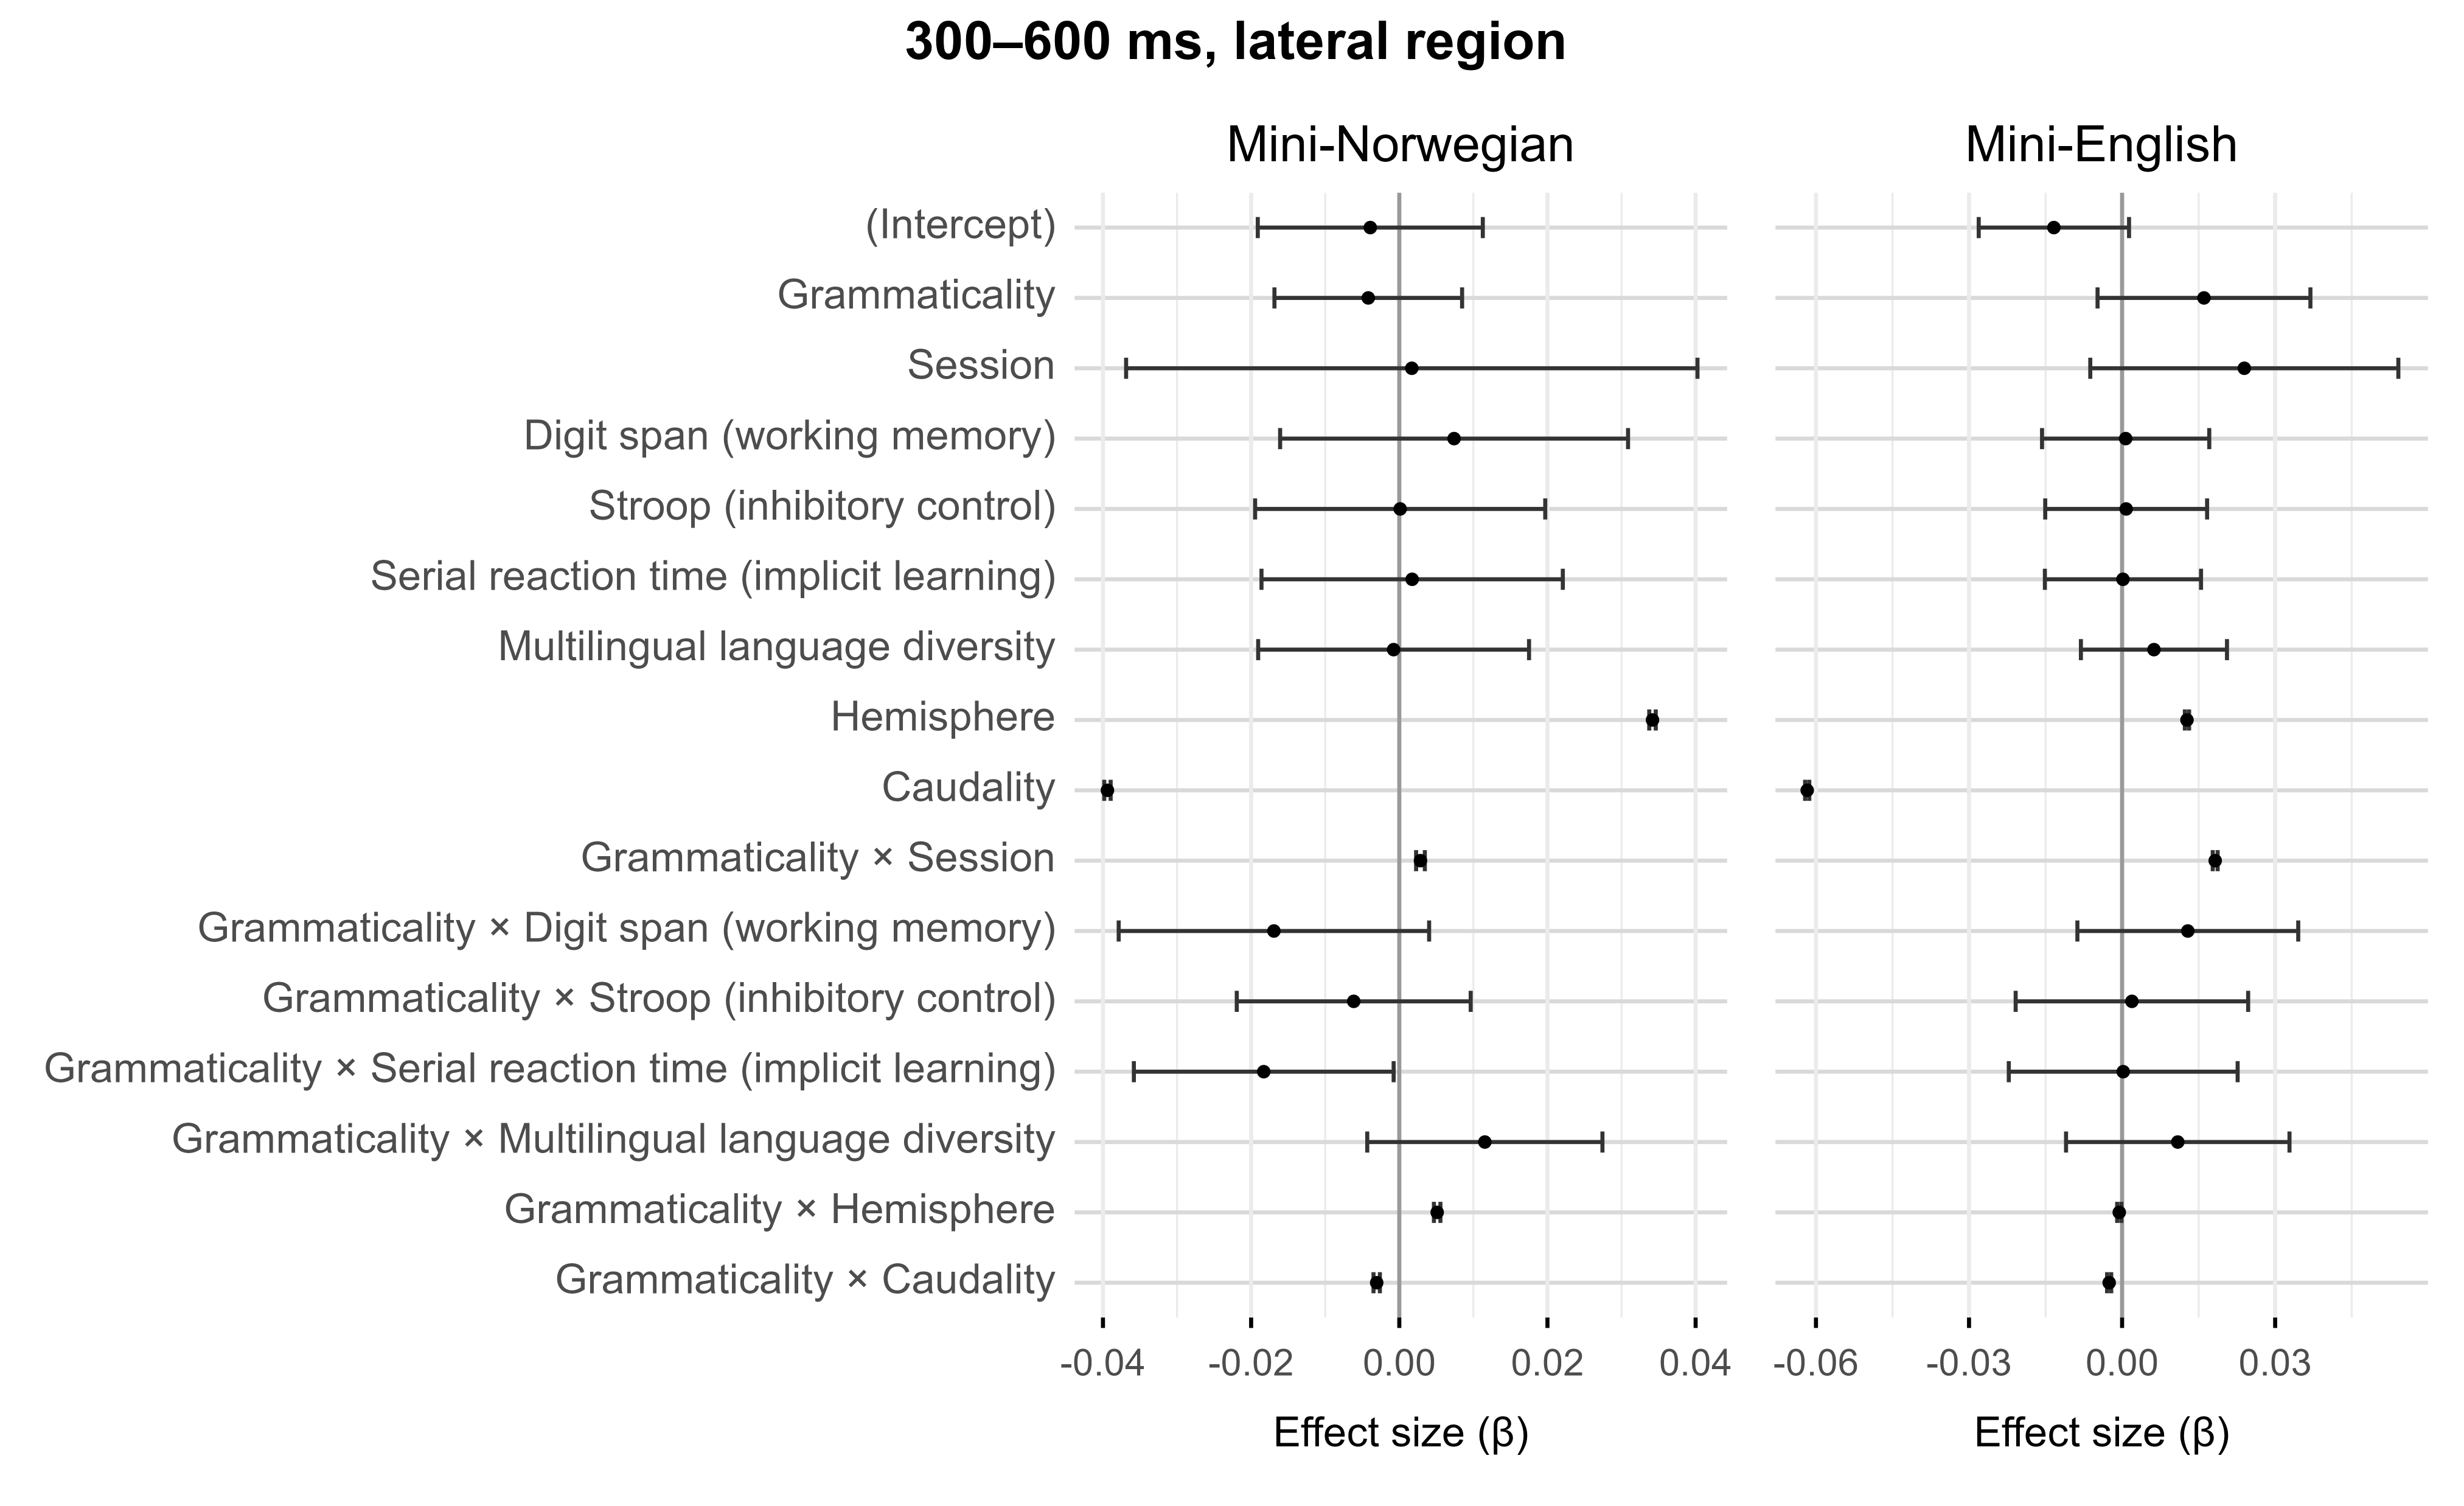 300–600 ms, lateral region
Mini-Norwegian
Mini-English
(Intercept)
Grammaticality
Session
Digit span (working memory)
Stroop (inhibitory control)
Serial reaction time (implicit learning)
Multilingual language diversity
Hemisphere
Caudality
Grammaticality × Session
Grammaticality × Digit span (working memory)
Grammaticality × Stroop (inhibitory control)
Grammaticality × Serial reaction time (implicit learning)
Grammaticality × Multilingual language diversity
Grammaticality × Hemisphere
Grammaticality × Caudality
-0.04 -0.02 0.00 0.02 0.04
-0.06 -0.03 0.00 0.03
Effect size (β)
Effect size (β)